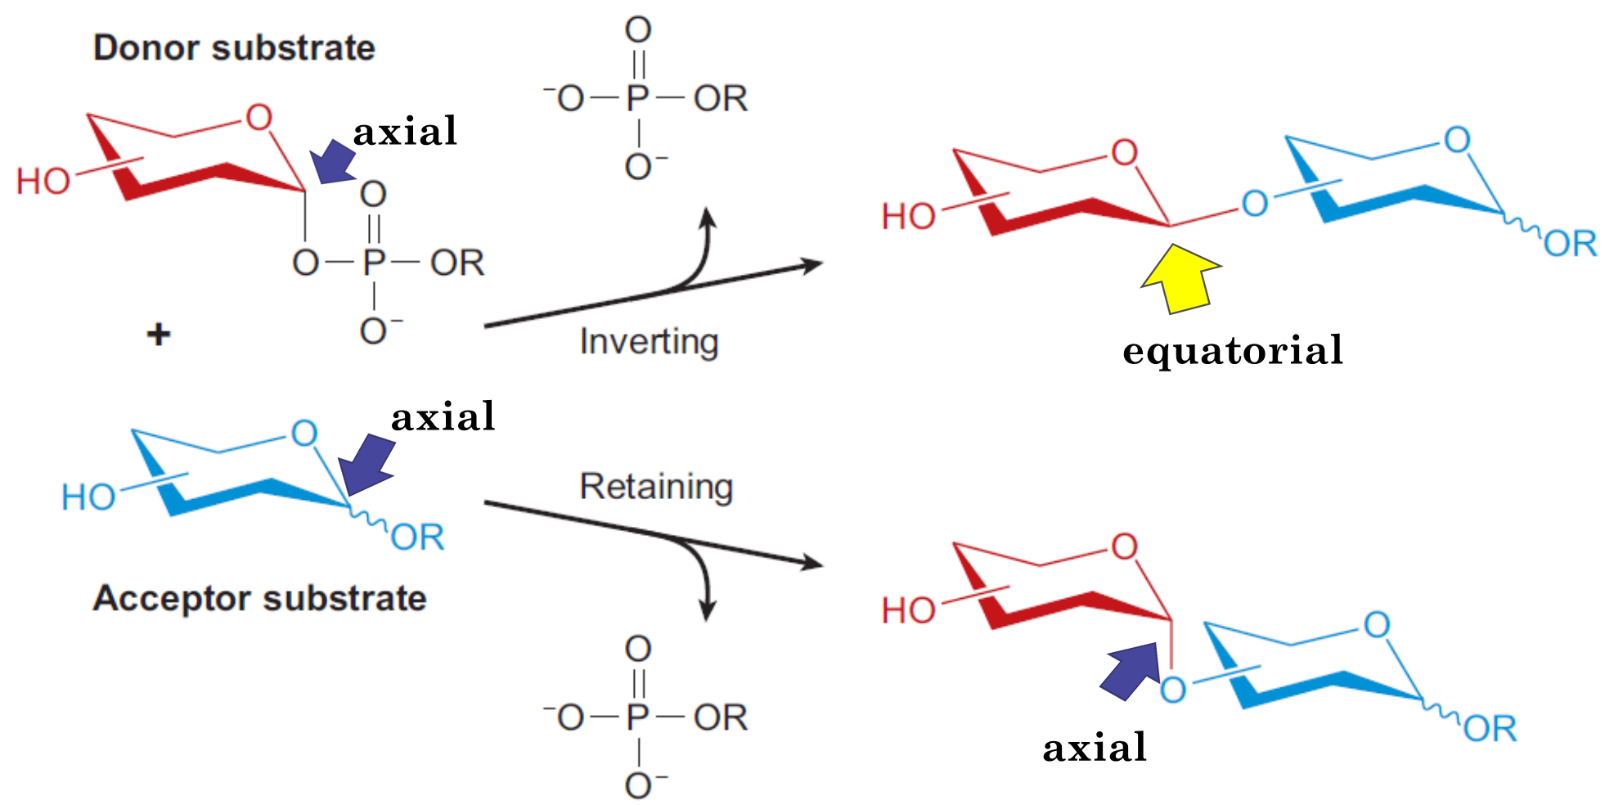 Donor substrate
O
HO
axial
O
O—P—OR
O⁻
+
O
⁻O—P—OR
O⁻
Inverting
O
HO
O
O
OR
equatorial
axial
O
HO
OR
Acceptor substrate
Retaining
O
⁻O—P—OR
O⁻
O
HO
O
O
OR
axial